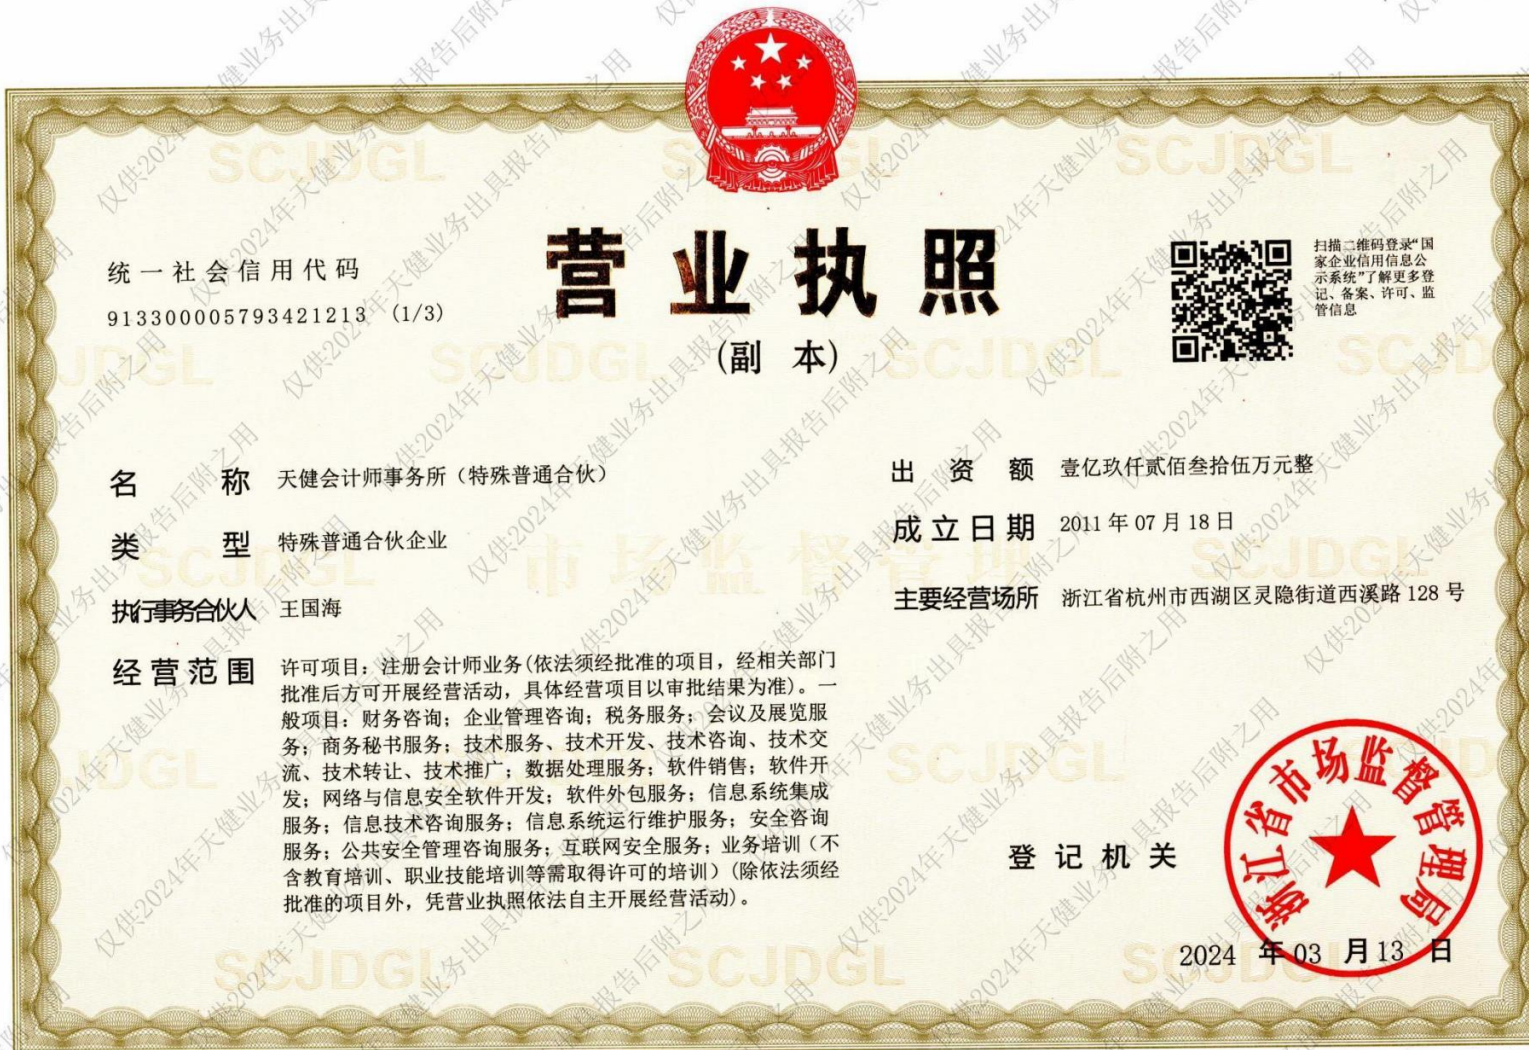 营业执照
(副 本)
统一社会信用代码
913300005793421213 (1/3)
扫描二维码登录“国
家企业信用信息公
示系统”了解更多登
记、备案、许可、监
管信息
名 称 天健会计师事务所（特殊普通合伙）
类 型 特殊普通合伙企业
执行事务合伙人 王国海
经营范围 许可项目：注册会计师业务(依法须经批准的项目，经相关部门
批准后方可开展经营活动，具体经营项目以审批结果为准)。一
般项目：财务咨询；企业管理咨询；税务服务；会议及展览服
务；商务秘书服务；技术服务、技术开发、技术咨询、技术交
流、技术转让、技术推广；数据处理服务；软件销售；软件开
发；网络与信息安全软件开发；软件外包服务；信息系统集成
服务；信息技术咨询服务；信息系统运行维护服务；安全咨询
服务；公共安全管理咨询服务；互联网安全服务；业务培训（不
含教育培训、职业技能培训等需取得许可的培训）(除依法须经
批准的项目外，凭营业执照依法自主开展经营活动)。
出 资 额 壹亿玖仟贰佰叁拾伍万元整
成立日期 2011 年 07 月 18 日
主要经营场所 浙江省杭州市西湖区灵隐街道西溪路 128 号
登记机关
浙江省市场监督管理局
2024 年 03 月 13 日
SCJDGL
市场监督管理
仅供2024年天健业务出具报告后附之用